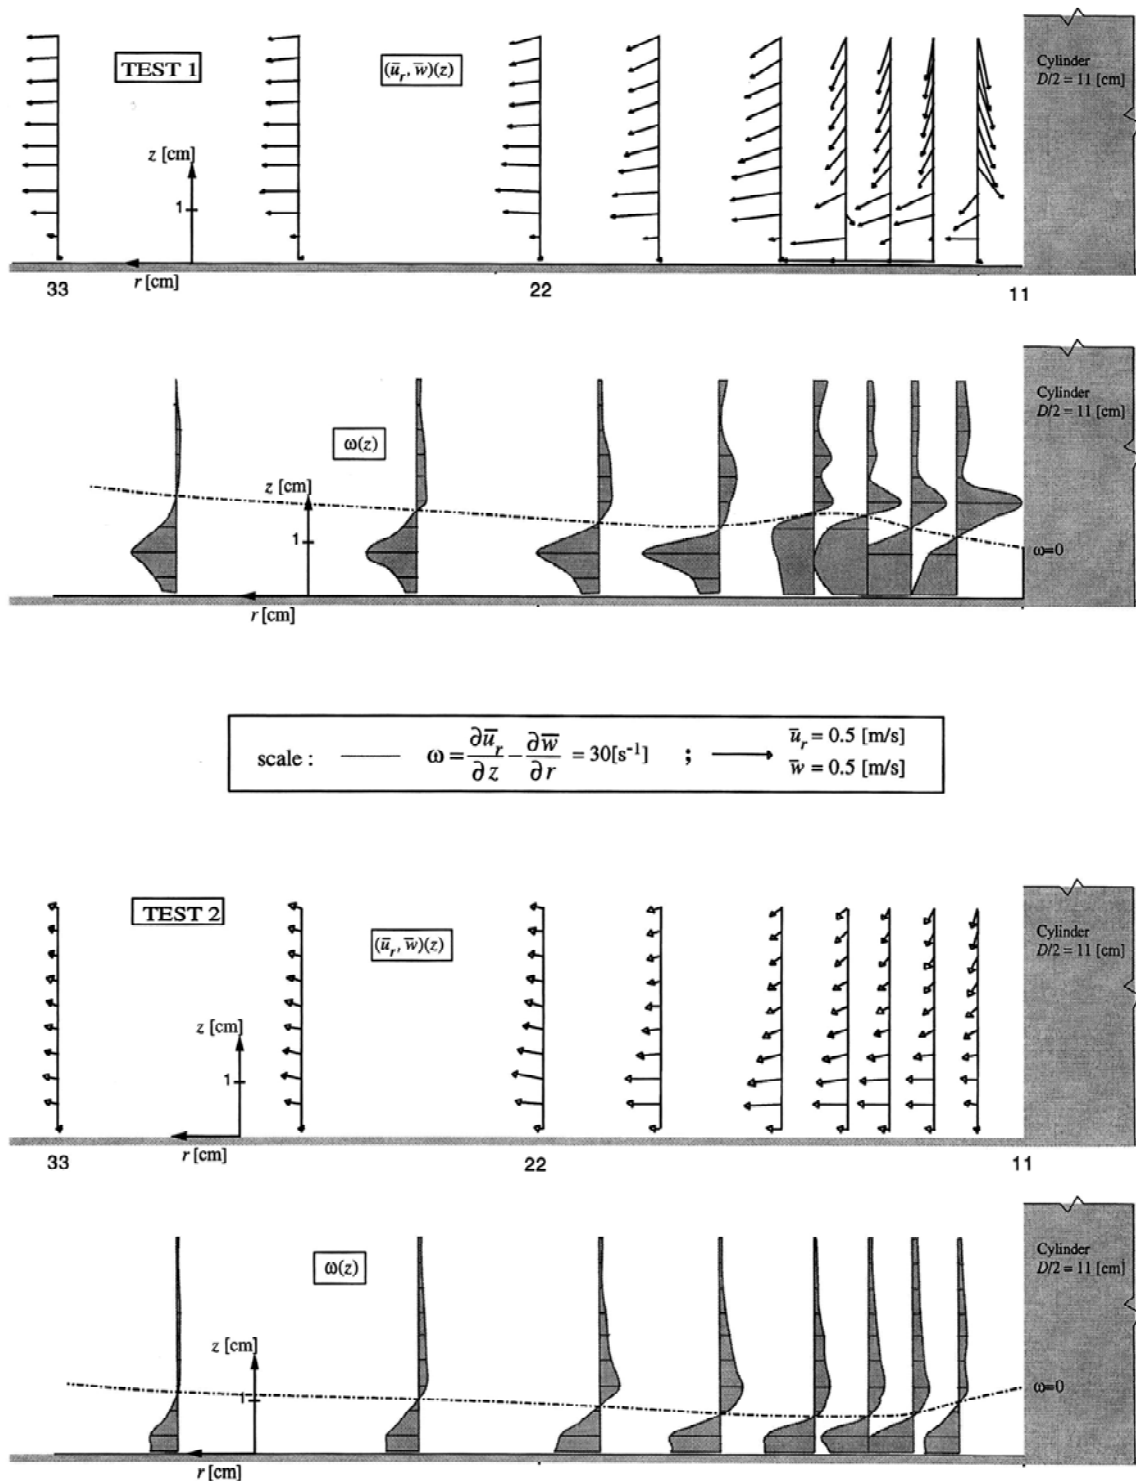 TEST 1
(ū_r, w̄)(z)
Cylinder
D/2 = 11 [cm]
z [cm]
1
r [cm]
33
22
11
Cylinder
D/2 = 11 [cm]
ω(z)
z [cm]
1
ω=0
r [cm]
scale : —— ω = ∂ū_r/∂z − ∂w̄/∂r = 30[s⁻¹] ; → ū_r = 0.5 [m/s]
w̄ = 0.5 [m/s]
TEST 2
(ū_r, w̄)(z)
Cylinder
D/2 = 11 [cm]
z [cm]
1
r [cm]
33
22
11
ω(z)
Cylinder
D/2 = 11 [cm]
z [cm]
1
ω=0
r [cm]